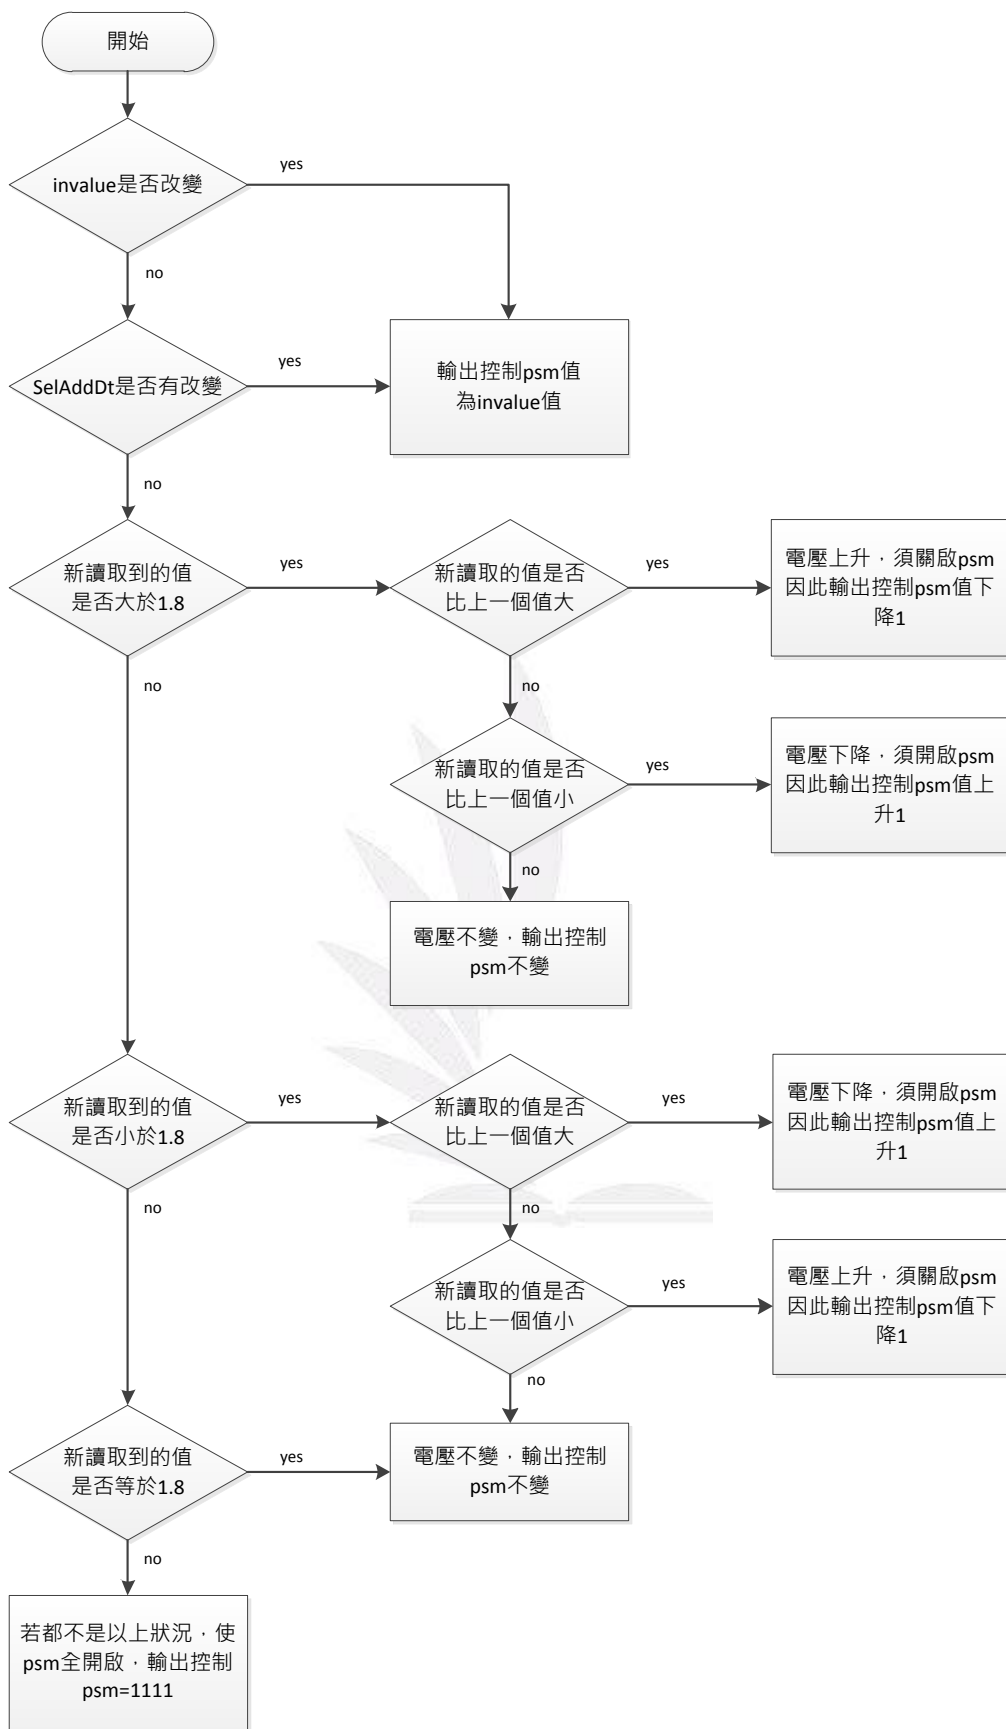 開始
invalue是否改變
yes
no
SelAddDt是否有改變
yes
輸出控制psm值
為invalue值
no
新讀取到的值
是否大於1.8
yes
新讀取的值是否
比上一個值大
yes
電壓上升，須關啟psm
因此輸出控制psm值下
降1
no
no
新讀取的值是否
比上一個值小
yes
電壓下降，須開啟psm
因此輸出控制psm值上
升1
no
電壓不變，輸出控制
psm不變
新讀取到的值
是否小於1.8
yes
新讀取的值是否
比上一個值大
yes
電壓下降，須開啟psm
因此輸出控制psm值上
升1
no
no
新讀取的值是否
比上一個值小
yes
電壓上升，須關啟psm
因此輸出控制psm值下
降1
no
新讀取到的值
是否等於1.8
yes
電壓不變，輸出控制
psm不變
no
若都不是以上狀況，使
psm全開啟，輸出控制
psm=1111